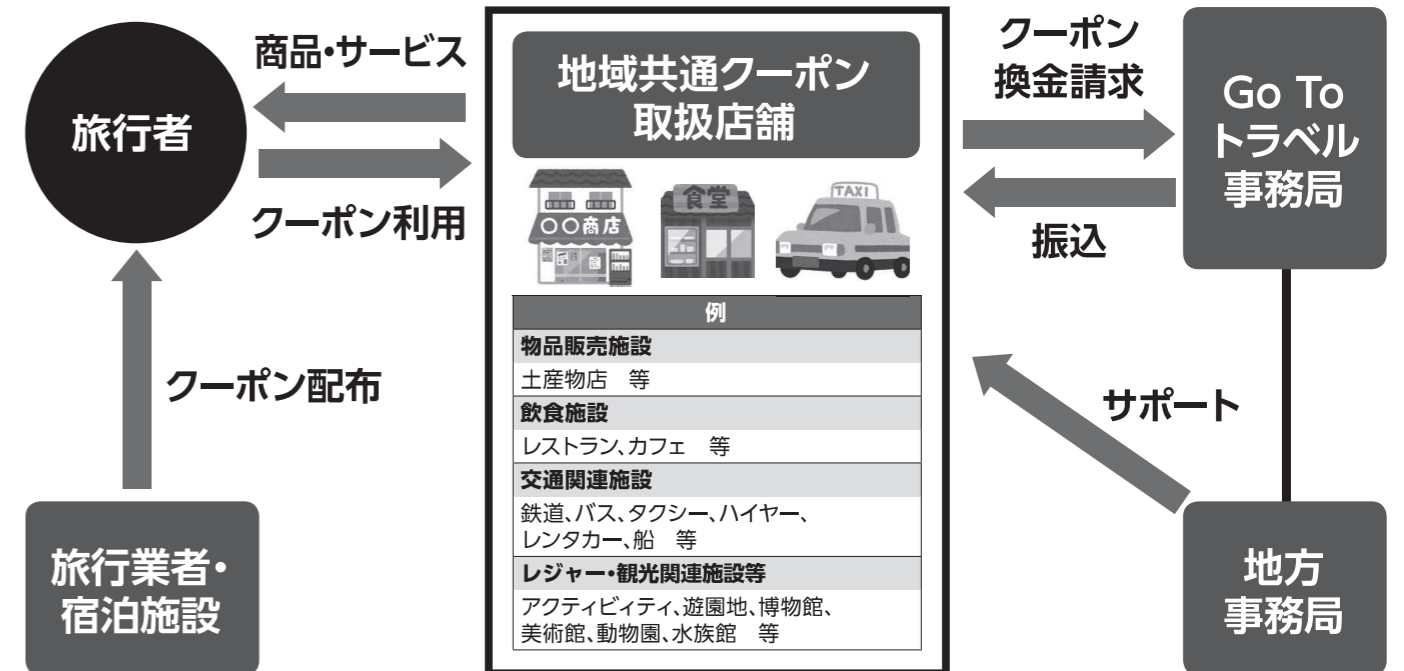 旅行者
商品・サービス
クーポン利用
クーポン配布
旅行業者・
宿泊施設
地域共通クーポン
取扱店舗
〇〇商店
食堂
TAXI
例
物品販売施設
土産物店　等
飲食施設
レストラン、カフェ　等
交通関連施設
鉄道、バス、タクシー、ハイヤー、
レンタカー、船　等
レジャー・観光関連施設等
アクティビィティ、遊園地、博物館、
美術館、動物園、水族館　等
クーポン
換金請求
振込
サポート
Go To
トラベル
事務局
地方
事務局